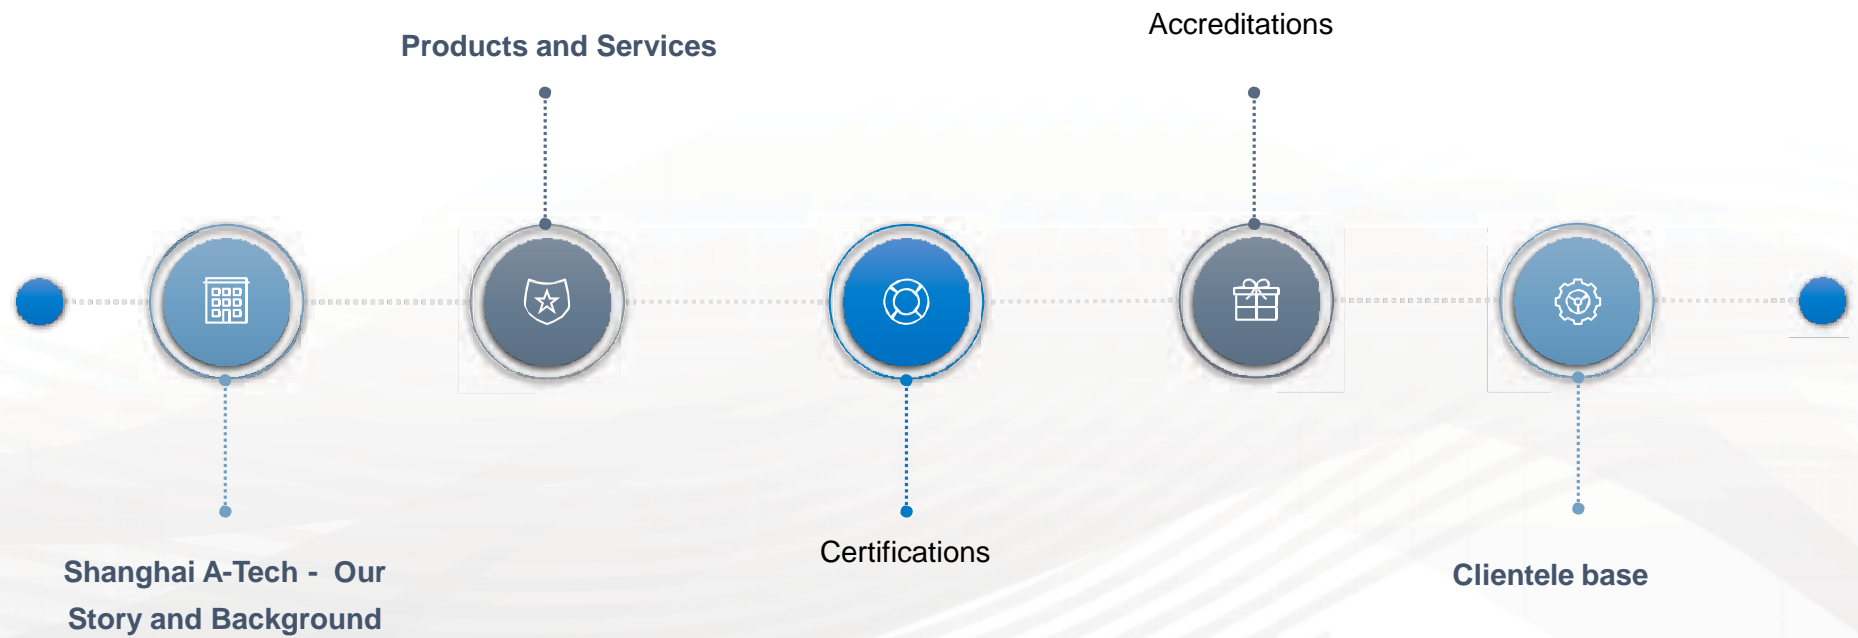 Shanghai A-Tech -  Our
Story and Background
Products and Services
Certifications
Accreditations
Clientele base